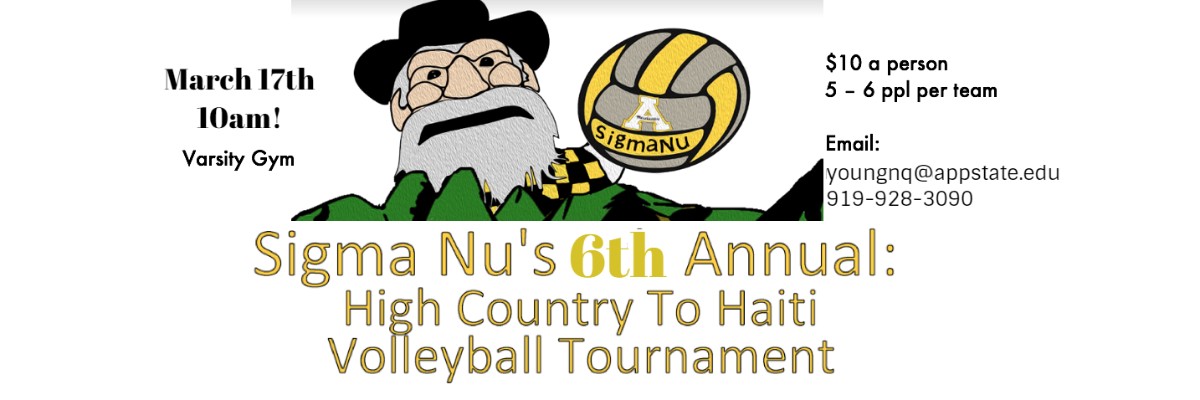 March 17th
10am!
Varsity Gym
A
SigmaNu
$10 a person
5 – 6 ppl per team
Email:
youngnq@appstate.edu
919-928-3090
Sigma Nu's 6th Annual:
High Country To Haiti
Volleyball Tournament